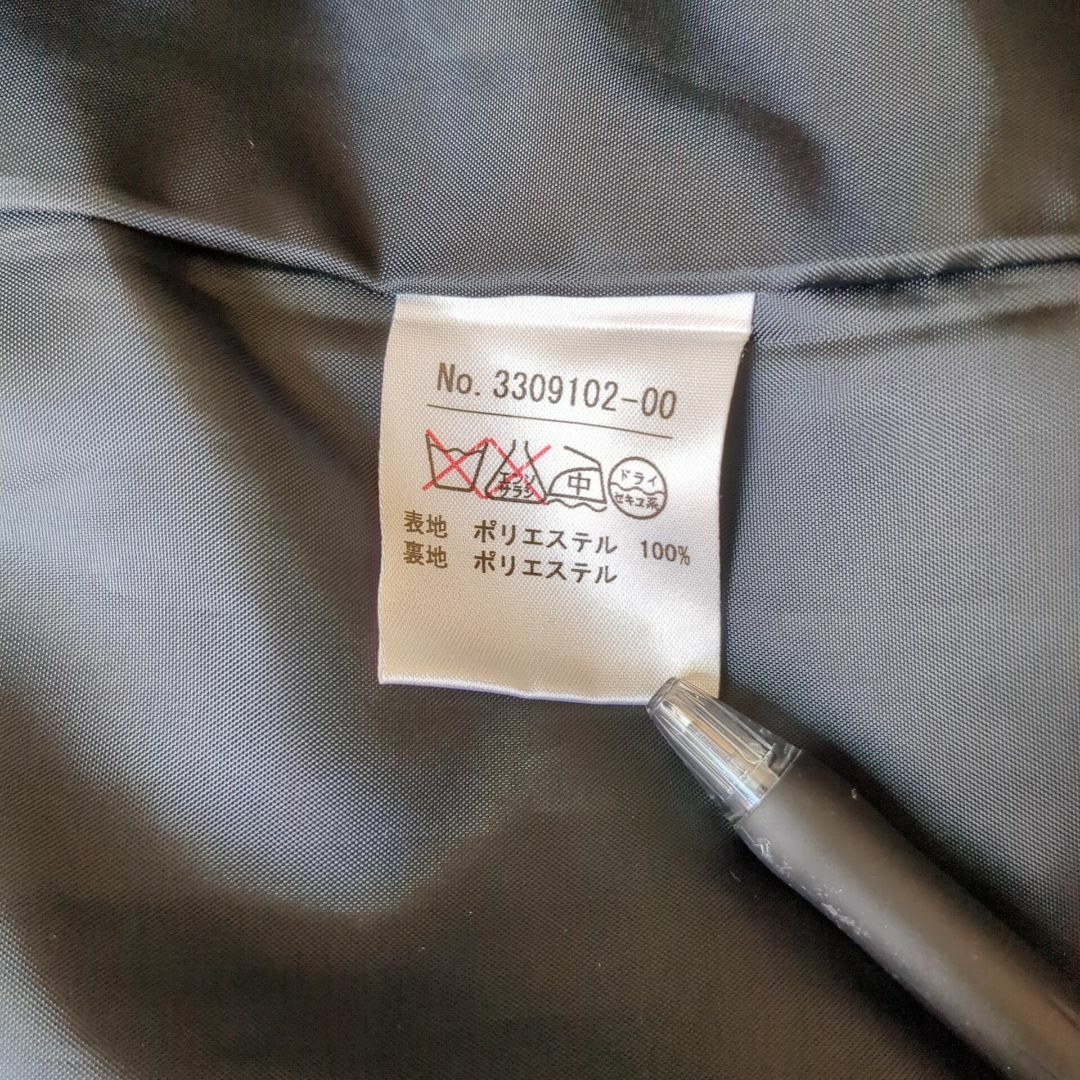 No. 3309102-00
エンソ サラシ 中 ドライ セキユ系
表地 ポリエステル 100%
裏地 ポリエステル